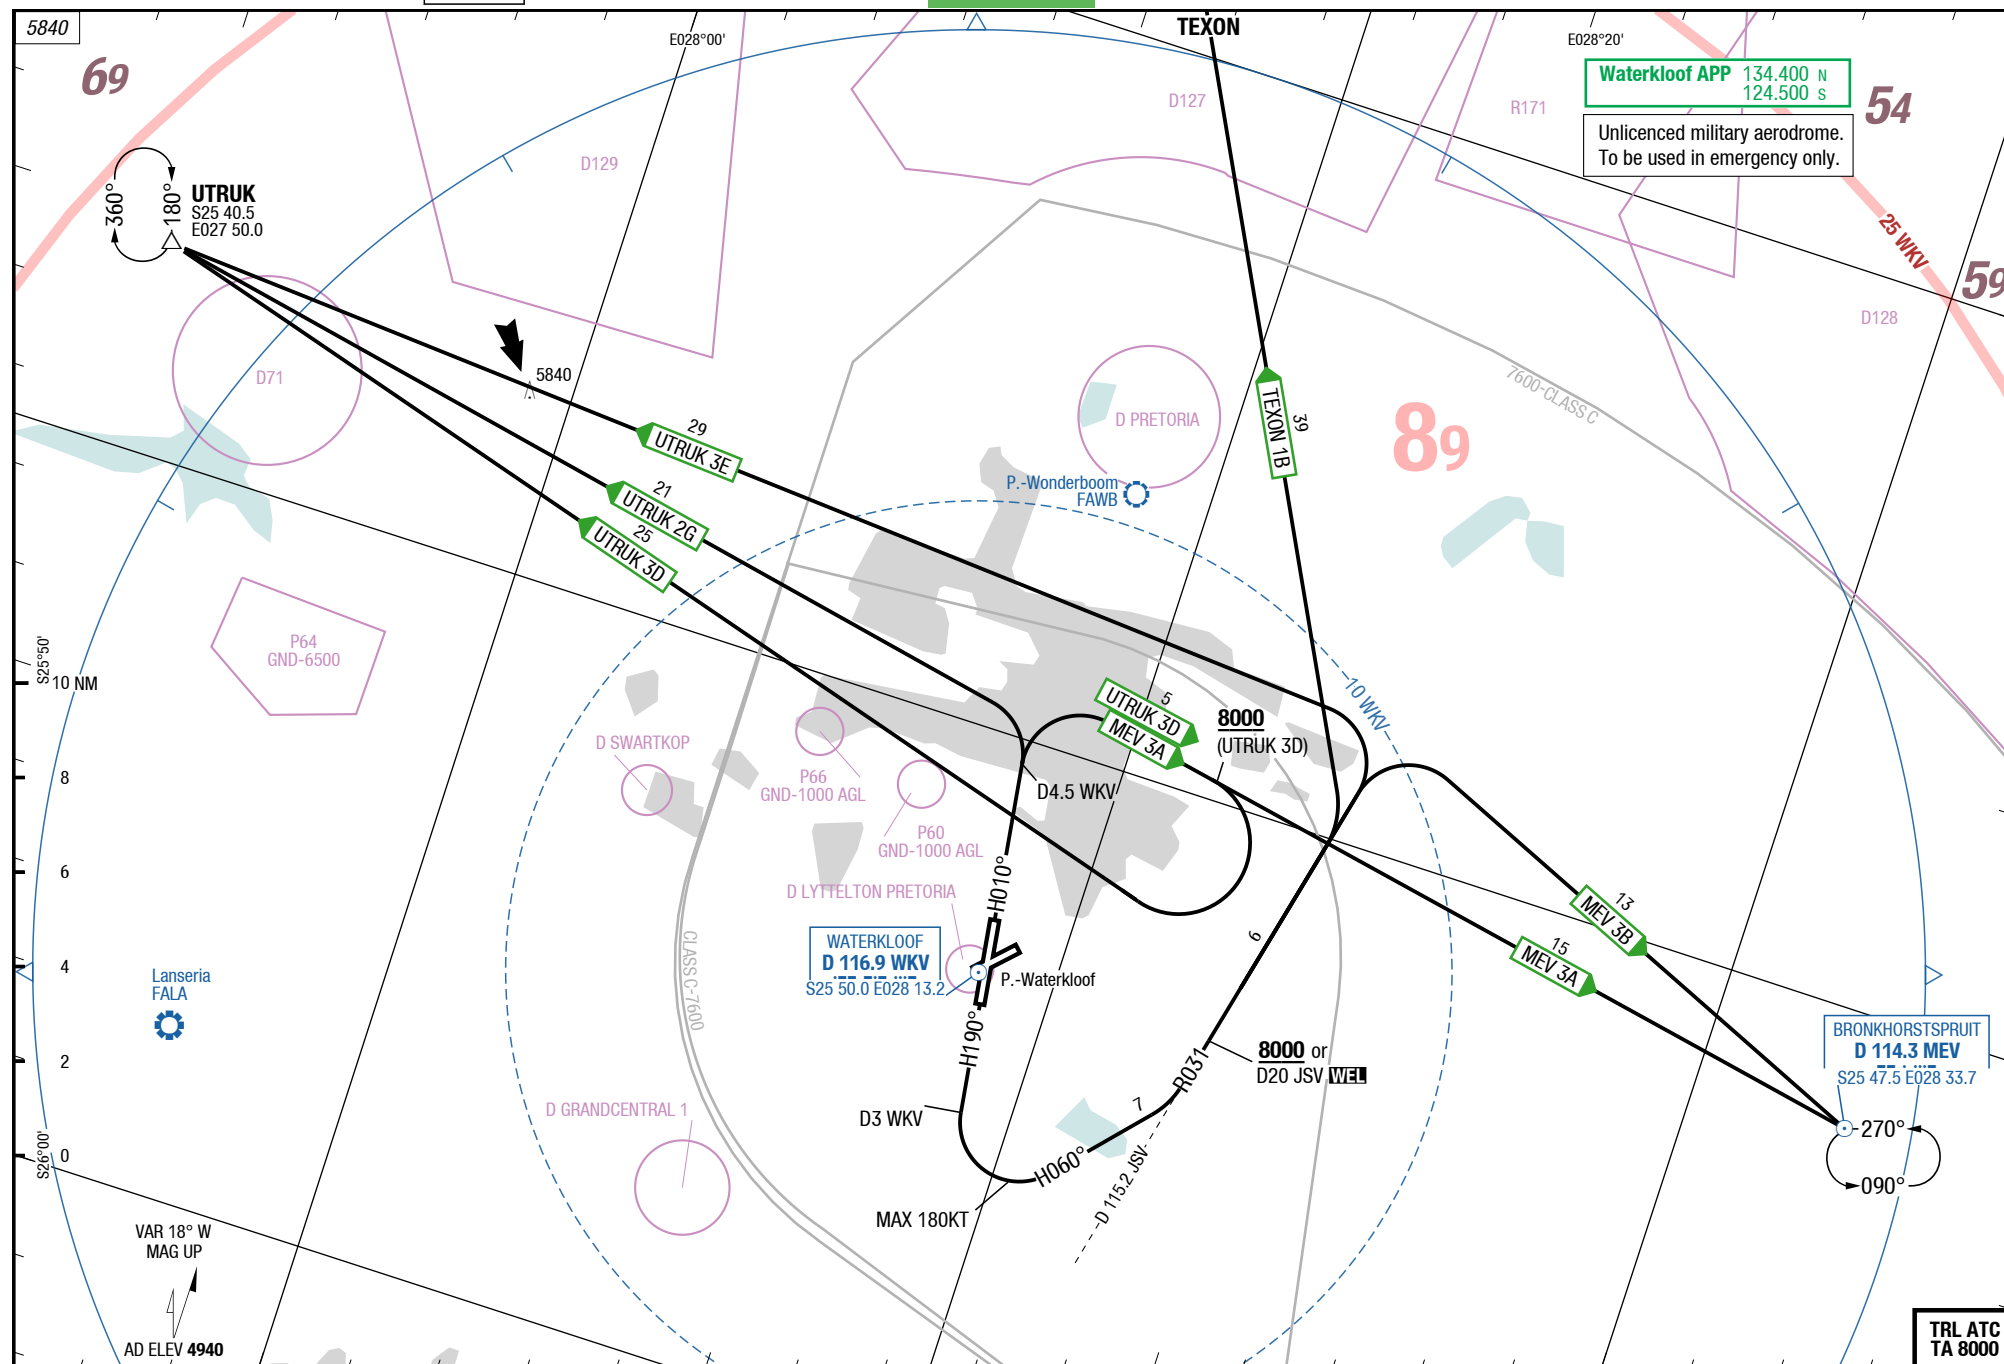 5840
69
E028°00'
TEXON
E028°20'
Waterkloof APP 134.400 N
124.500 S
54
Unlicenced military aerodrome.
To be used in emergency only.
D127
R171
D129
360°
180°
UTRUK
S25 40.5
E027 50.0
25 WKV
59
D128
D71
5840
7600-CLASS C
D PRETORIA
TEXON 1B
39
89
29
UTRUK 3E
21
UTRUK 2G
25
UTRUK 3D
P.-Wonderboom
FAWB
P64
GND-6500
S25°50'
10 NM
8
6
4
2
0
S26°00'
10 WKV
5
UTRUK 3D
MEV 3A
8000
(UTRUK 3D)
D SWARTKOP
P66
GND-1000 AGL
D4.5 WKV
P60
GND-1000 AGL
H010°
D LYTTELTON PRETORIA
WATERKLOOF
D 116.9 WKV
S25 50.0 E028 13.2
P.-Waterkloof
CLASS C-7600
Lanseria
FALA
6
13
MEV 3B
15
MEV 3A
H190°
R031
8000 or
D20 JSV WEL
BRONKHORSTSPRUIT
D 114.3 MEV
S25 47.5 E028 33.7
270°
090°
D3 WKV
7
H060°
D 115.2 JSV
MAX 180KT
D GRANDCENTRAL 1
VAR 18° W
MAG UP
AD ELEV 4940
TRL ATC
TA 8000